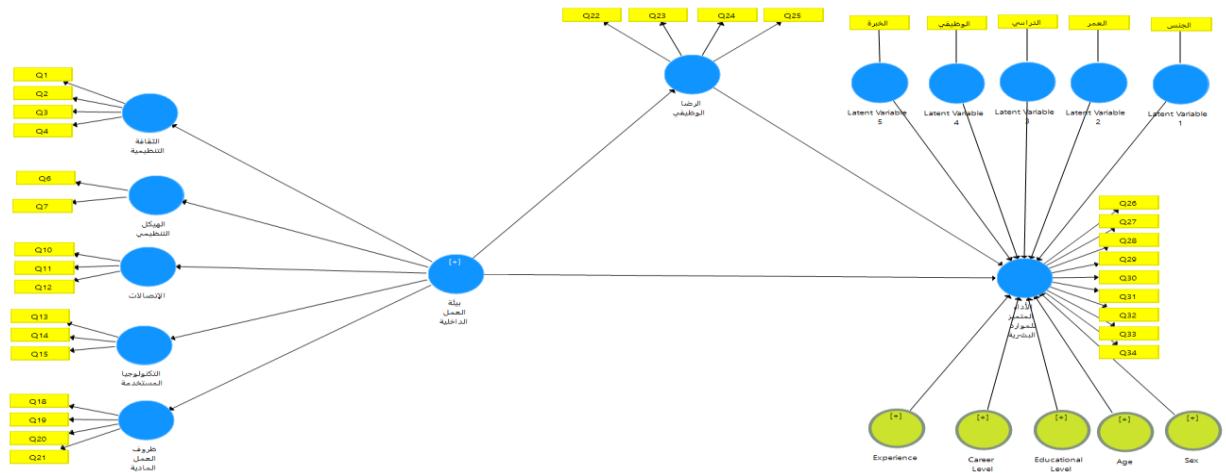 Q22
Q23
Q24
Q25
الخبرة
الوظيفي
الدراسي
العمر
الجنس
الرضا
الوظيفي
Latent Variable
5
Latent Variable
4
Latent Variable
3
Latent Variable
2
Latent Variable
1
Q1
Q2
Q3
Q4
الثقافة
التنظيمية
Q6
Q7
الهيكل
التنظيمي
Q10
Q11
Q12
الإتصالات
Q13
Q14
Q15
التكنولوجيا
المستخدمة
Q18
Q19
Q20
Q21
ظروف
العمل
المادية
[+]
بيئة
العمل
الداخلية
Q26
Q27
Q28
Q29
Q30
Q31
Q32
Q33
Q34
الأداء
المتميز
للموارد
البشرية
[+]
[+]
[+]
[+]
[+]
Experience
Career
Level
Educational
Level
Age
Sex